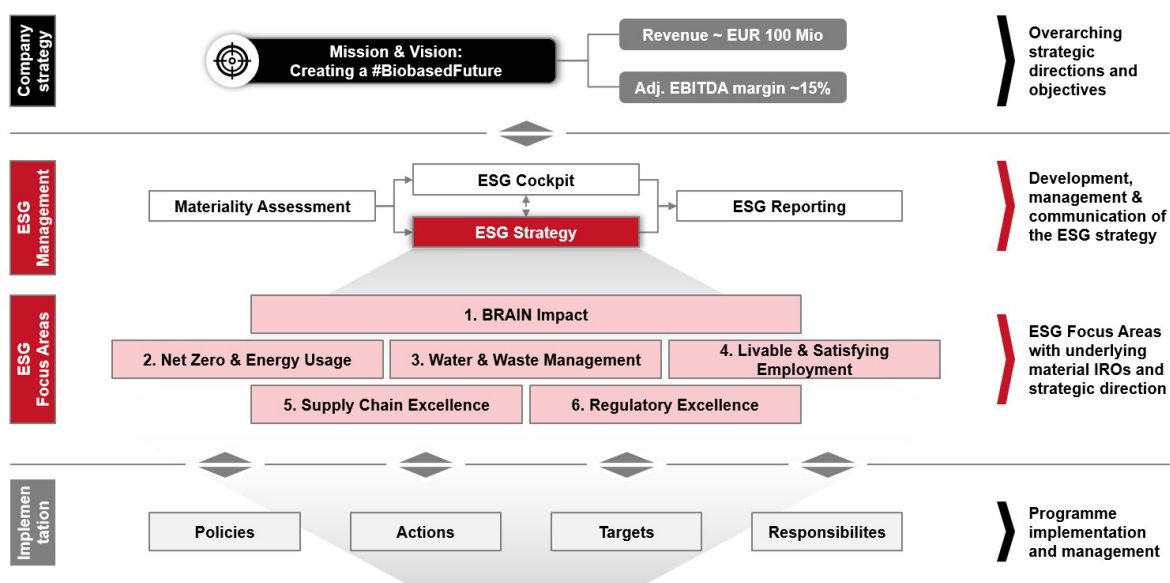 Company
strategy
Mission & Vision:
Creating a #BiobasedFuture
Revenue ~ EUR 100 Mio
Adj. EBITDA margin ~15%
Overarching
strategic
directions and
objectives
ESG
Management
Materiality Assessment
ESG Cockpit
ESG Strategy
ESG Reporting
Development,
management &
communication of
the ESG strategy
ESG
Focus Areas
1. BRAIN Impact
2. Net Zero & Energy Usage
3. Water & Waste Management
4. Livable & Satisfying
Employment
5. Supply Chain Excellence
6. Regulatory Excellence
ESG Focus Areas
with underlying
material IROs and
strategic direction
Implemen
tation
Policies
Actions
Targets
Responsibilites
Programme
implementation
and management